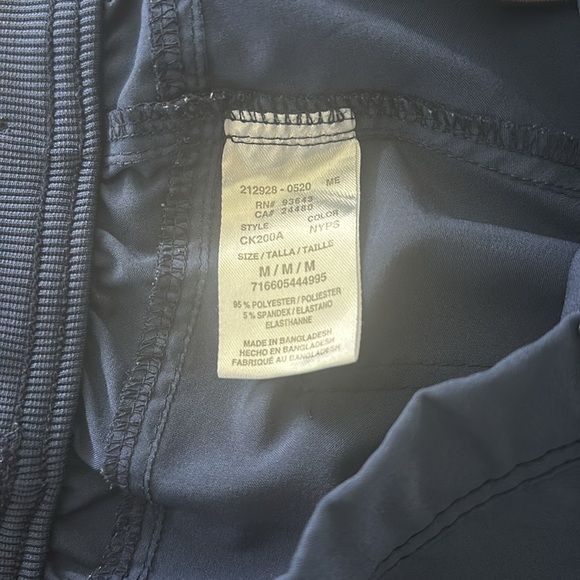 212928 - 0520 ME
RN# 93643
CA# 24480
STYLE COLOR
CK200A NYPS
SIZE / TALLA / TAILLE
M / M / M
716605444995
95 % POLYESTER / POLIESTER
5 % SPANDEX / ELASTANO
ELASTHANNE
MADE IN BANGLADESH
HECHO EN BANGLADESH
FABRIQUÉ AU BANGLADESH